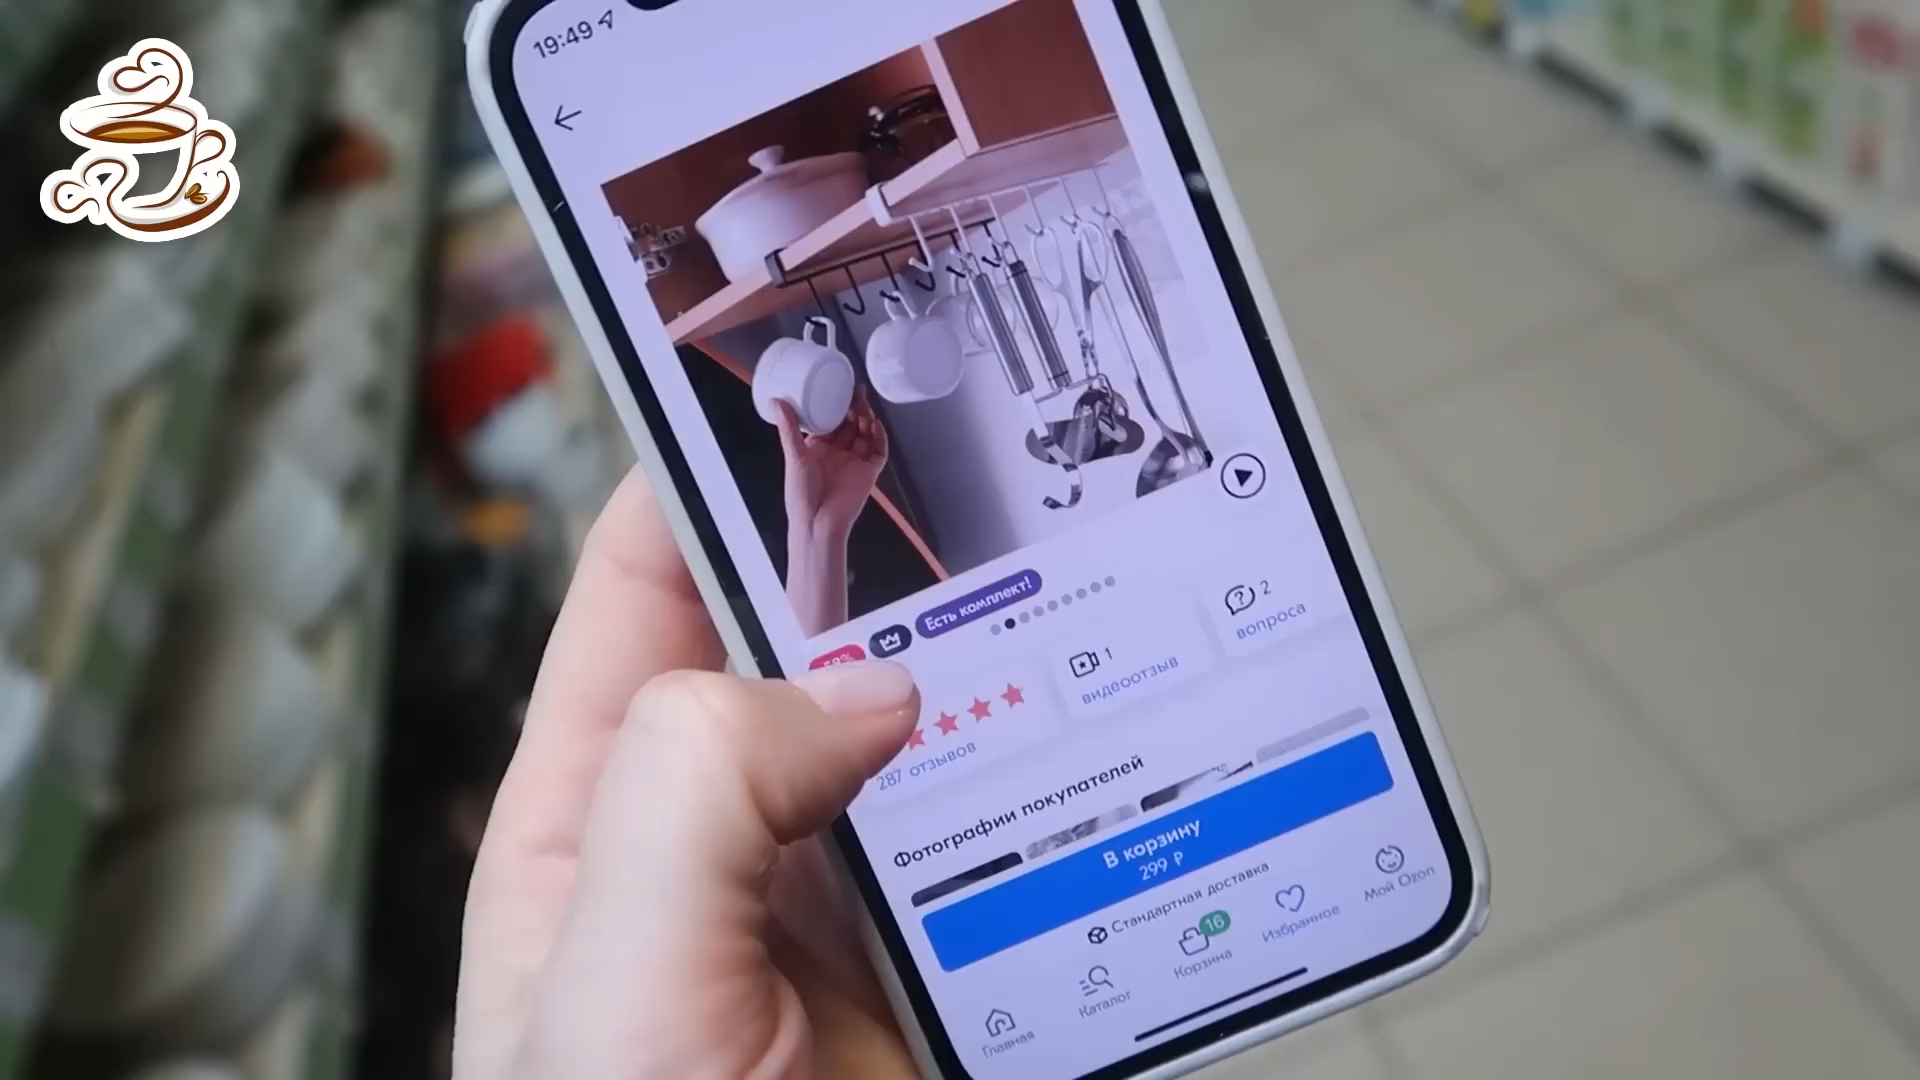 19:49
Есть комплект!
2
вопроса
1
видеоотзыв
287 отзывов
Фотографии покупателей
В корзину
299 ₽
Стандартная доставка
Главная
Каталог
16
Корзина
Избранное
Мой Ozon